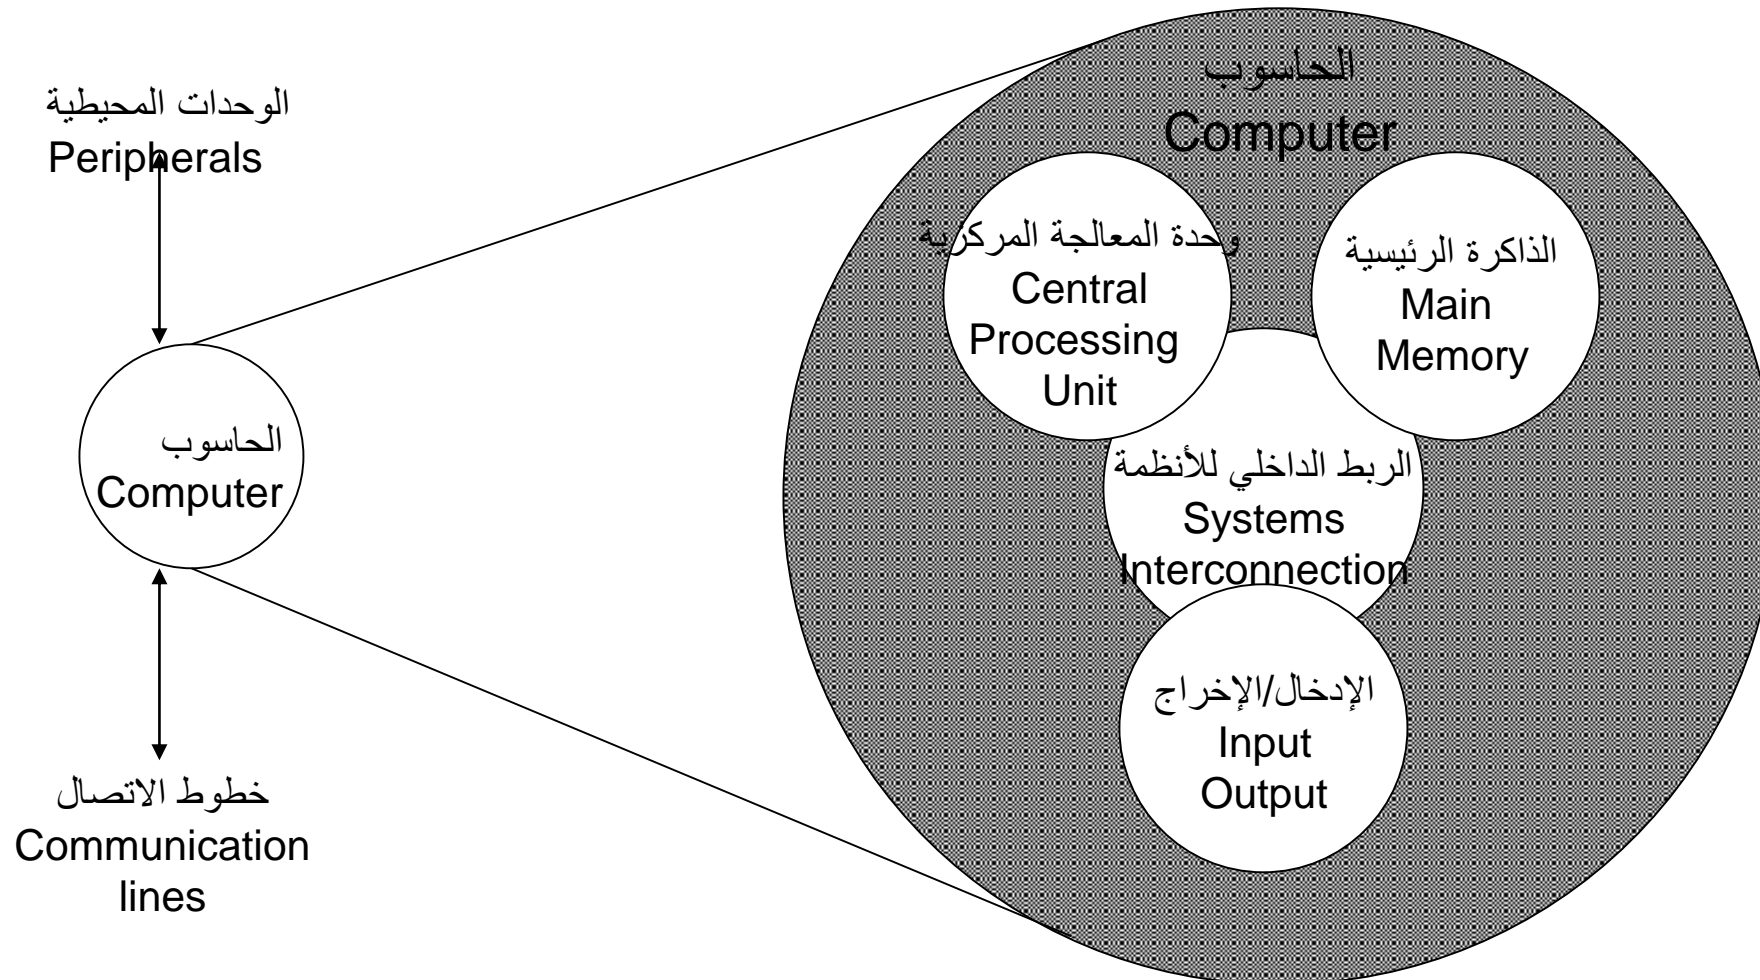 الوحدات المحيطية
Peripherals
الحاسوب
Computer
خطوط الاتصال
Communication
lines
الحاسوب
Computer
وحدة المعالجة المركزية
Central
Processing
Unit
الذاكرة الرئيسية
Main
Memory
الربط الداخلي للأنظمة
Systems
Interconnection
الإدخال/الإخراج
Input
Output